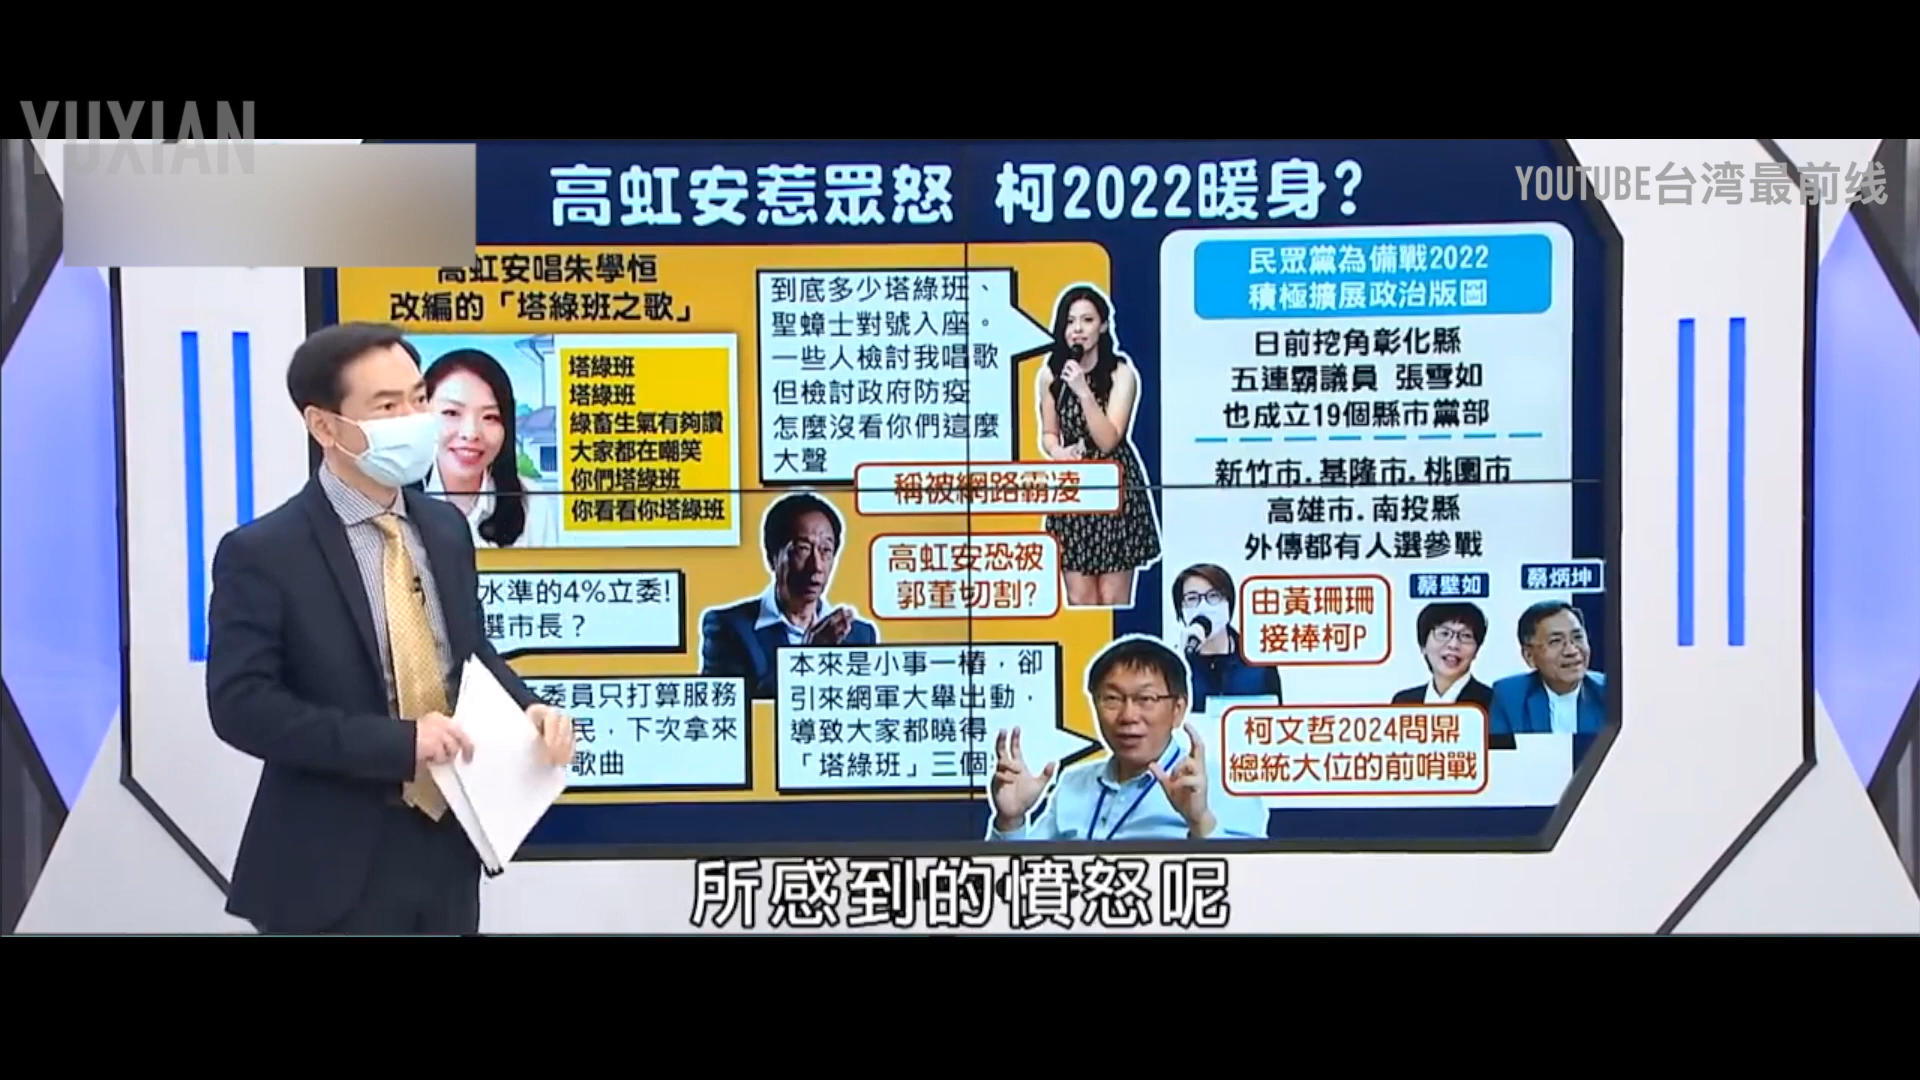 YUXIAN
YOUTUBE台湾最前线
高虹安惹眾怒 柯2022暖身?
高虹安唱朱學恒
改編的「塔綠班之歌」
塔綠班
塔綠班
綠畜生氣有夠讚
大家都在嘲笑
你們塔綠班
你看看你塔綠班
到底多少塔綠班、
聖蟑士對號入座。
一些人檢討我唱歌
但檢討政府防疫
怎麼沒看你們這麼
大聲
稱被網路霸凌
高虹安恐被
郭董切割?
水準的4%立委!
選市長?
委員只打算服務
民,下次拿來
歌曲
本來是小事一樁,卻
引來網軍大舉出動,
導致大家都曉得
「塔綠班」三個
民眾黨為備戰2022
積極擴展政治版圖
日前挖角彰化縣
五連霸議員 張雪如
也成立19個縣市黨部
新竹市.基隆市.桃園市
高雄市.南投縣
外傳都有人選參戰
由黃珊珊
接棒柯P
蔡壁如
蔡炳坤
柯文哲2024問鼎
總統大位的前哨戰
所感到的憤怒呢